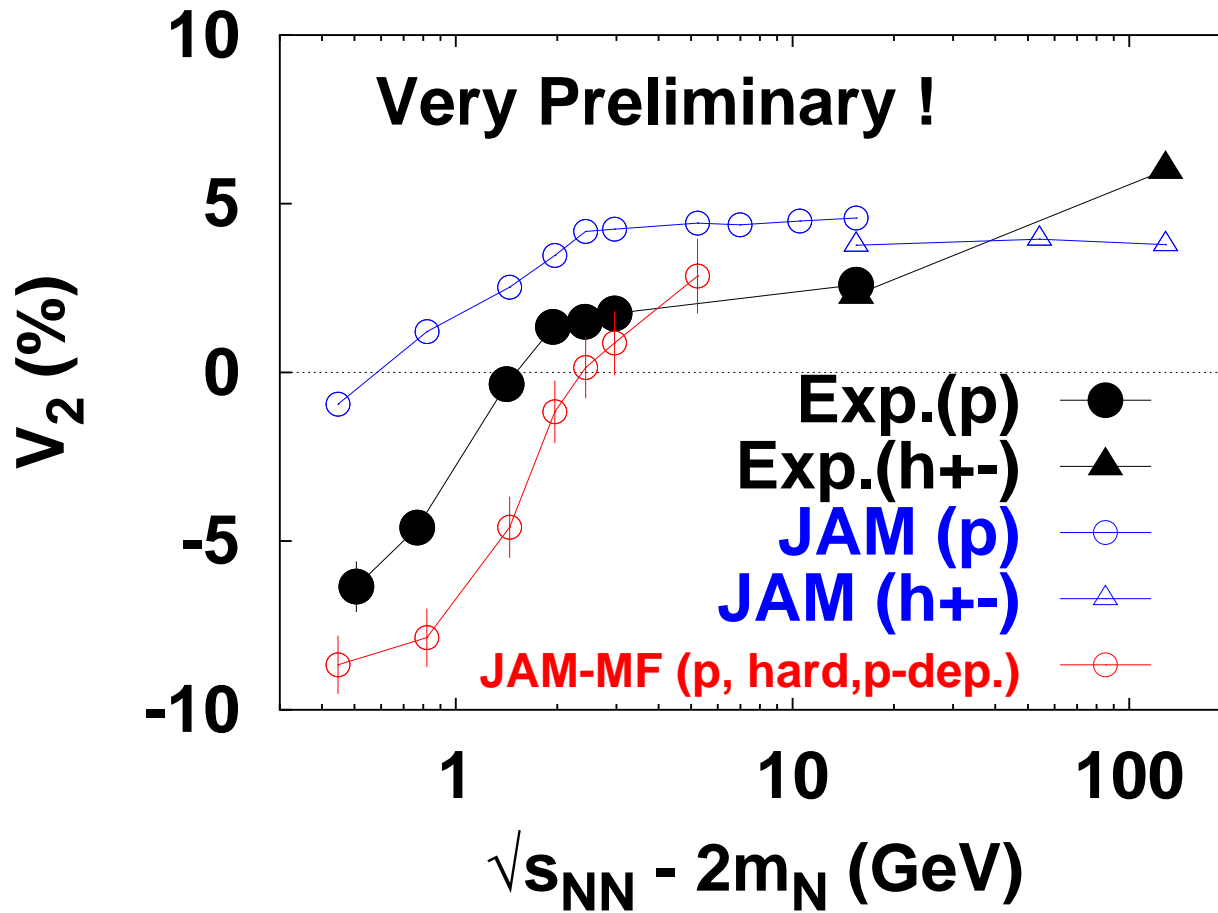 Very Preliminary !
10
5
0
-5
-10
V2 (%)
Exp.(p)
Exp.(h+-)
JAM (p)
JAM (h+-)
JAM-MF (p, hard,p-dep.)
1 10 100
√sNN - 2mN (GeV)